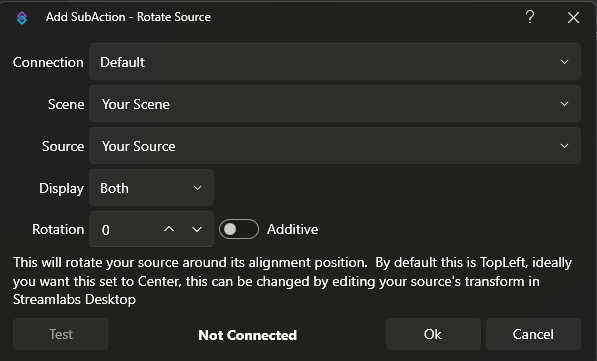 Add SubAction - Rotate Source ?
Connection Default
Scene Your Scene
Source Your Source
Display Both
Rotation 0 Additive
This will rotate your source around its alignment position. By default this is TopLeft, ideally
you want this set to Center, this can be changed by editing your source's transform in
Streamlabs Desktop
Test Not Connected Ok Cancel